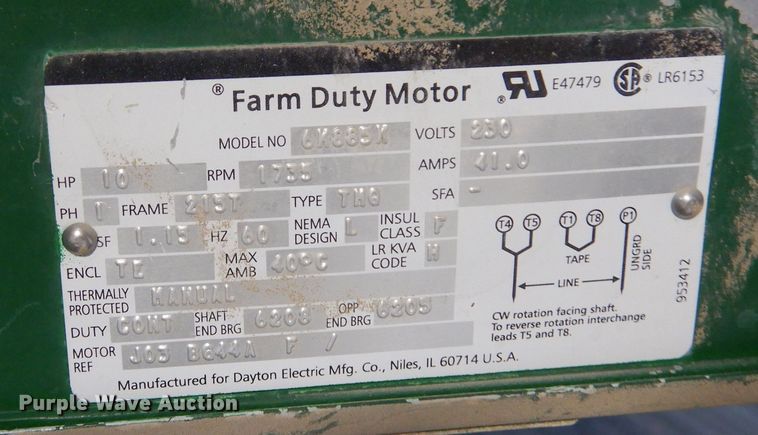 ® Farm Duty Motor ® E47479 SA ® LR6153
MODEL NO VOLTS 230
HP 10 RPM 1735 AMPS 41.0
PH 1 FRAME 215T TYPE SFA -
SF 1.15 HZ 60 NEMA DESIGN L INSUL CLASS F
ENCL TE MAX AMB 40°C LR KVA CODE H
THERMALLY PROTECTED MANUAL
DUTY CONT SHAFT END BRG 6208 OPP END BRG 6205
MOTOR REF J03 F /
T4 T5 T1 T8 P1
TAPE
LINE
UNGRD SIDE
953412
CW rotation facing shaft.
To reverse rotation interchange
leads T5 and T8.
Manufactured for Dayton Electric Mfg. Co., Niles, IL 60714 U.S.A.
Purple Wave Auction